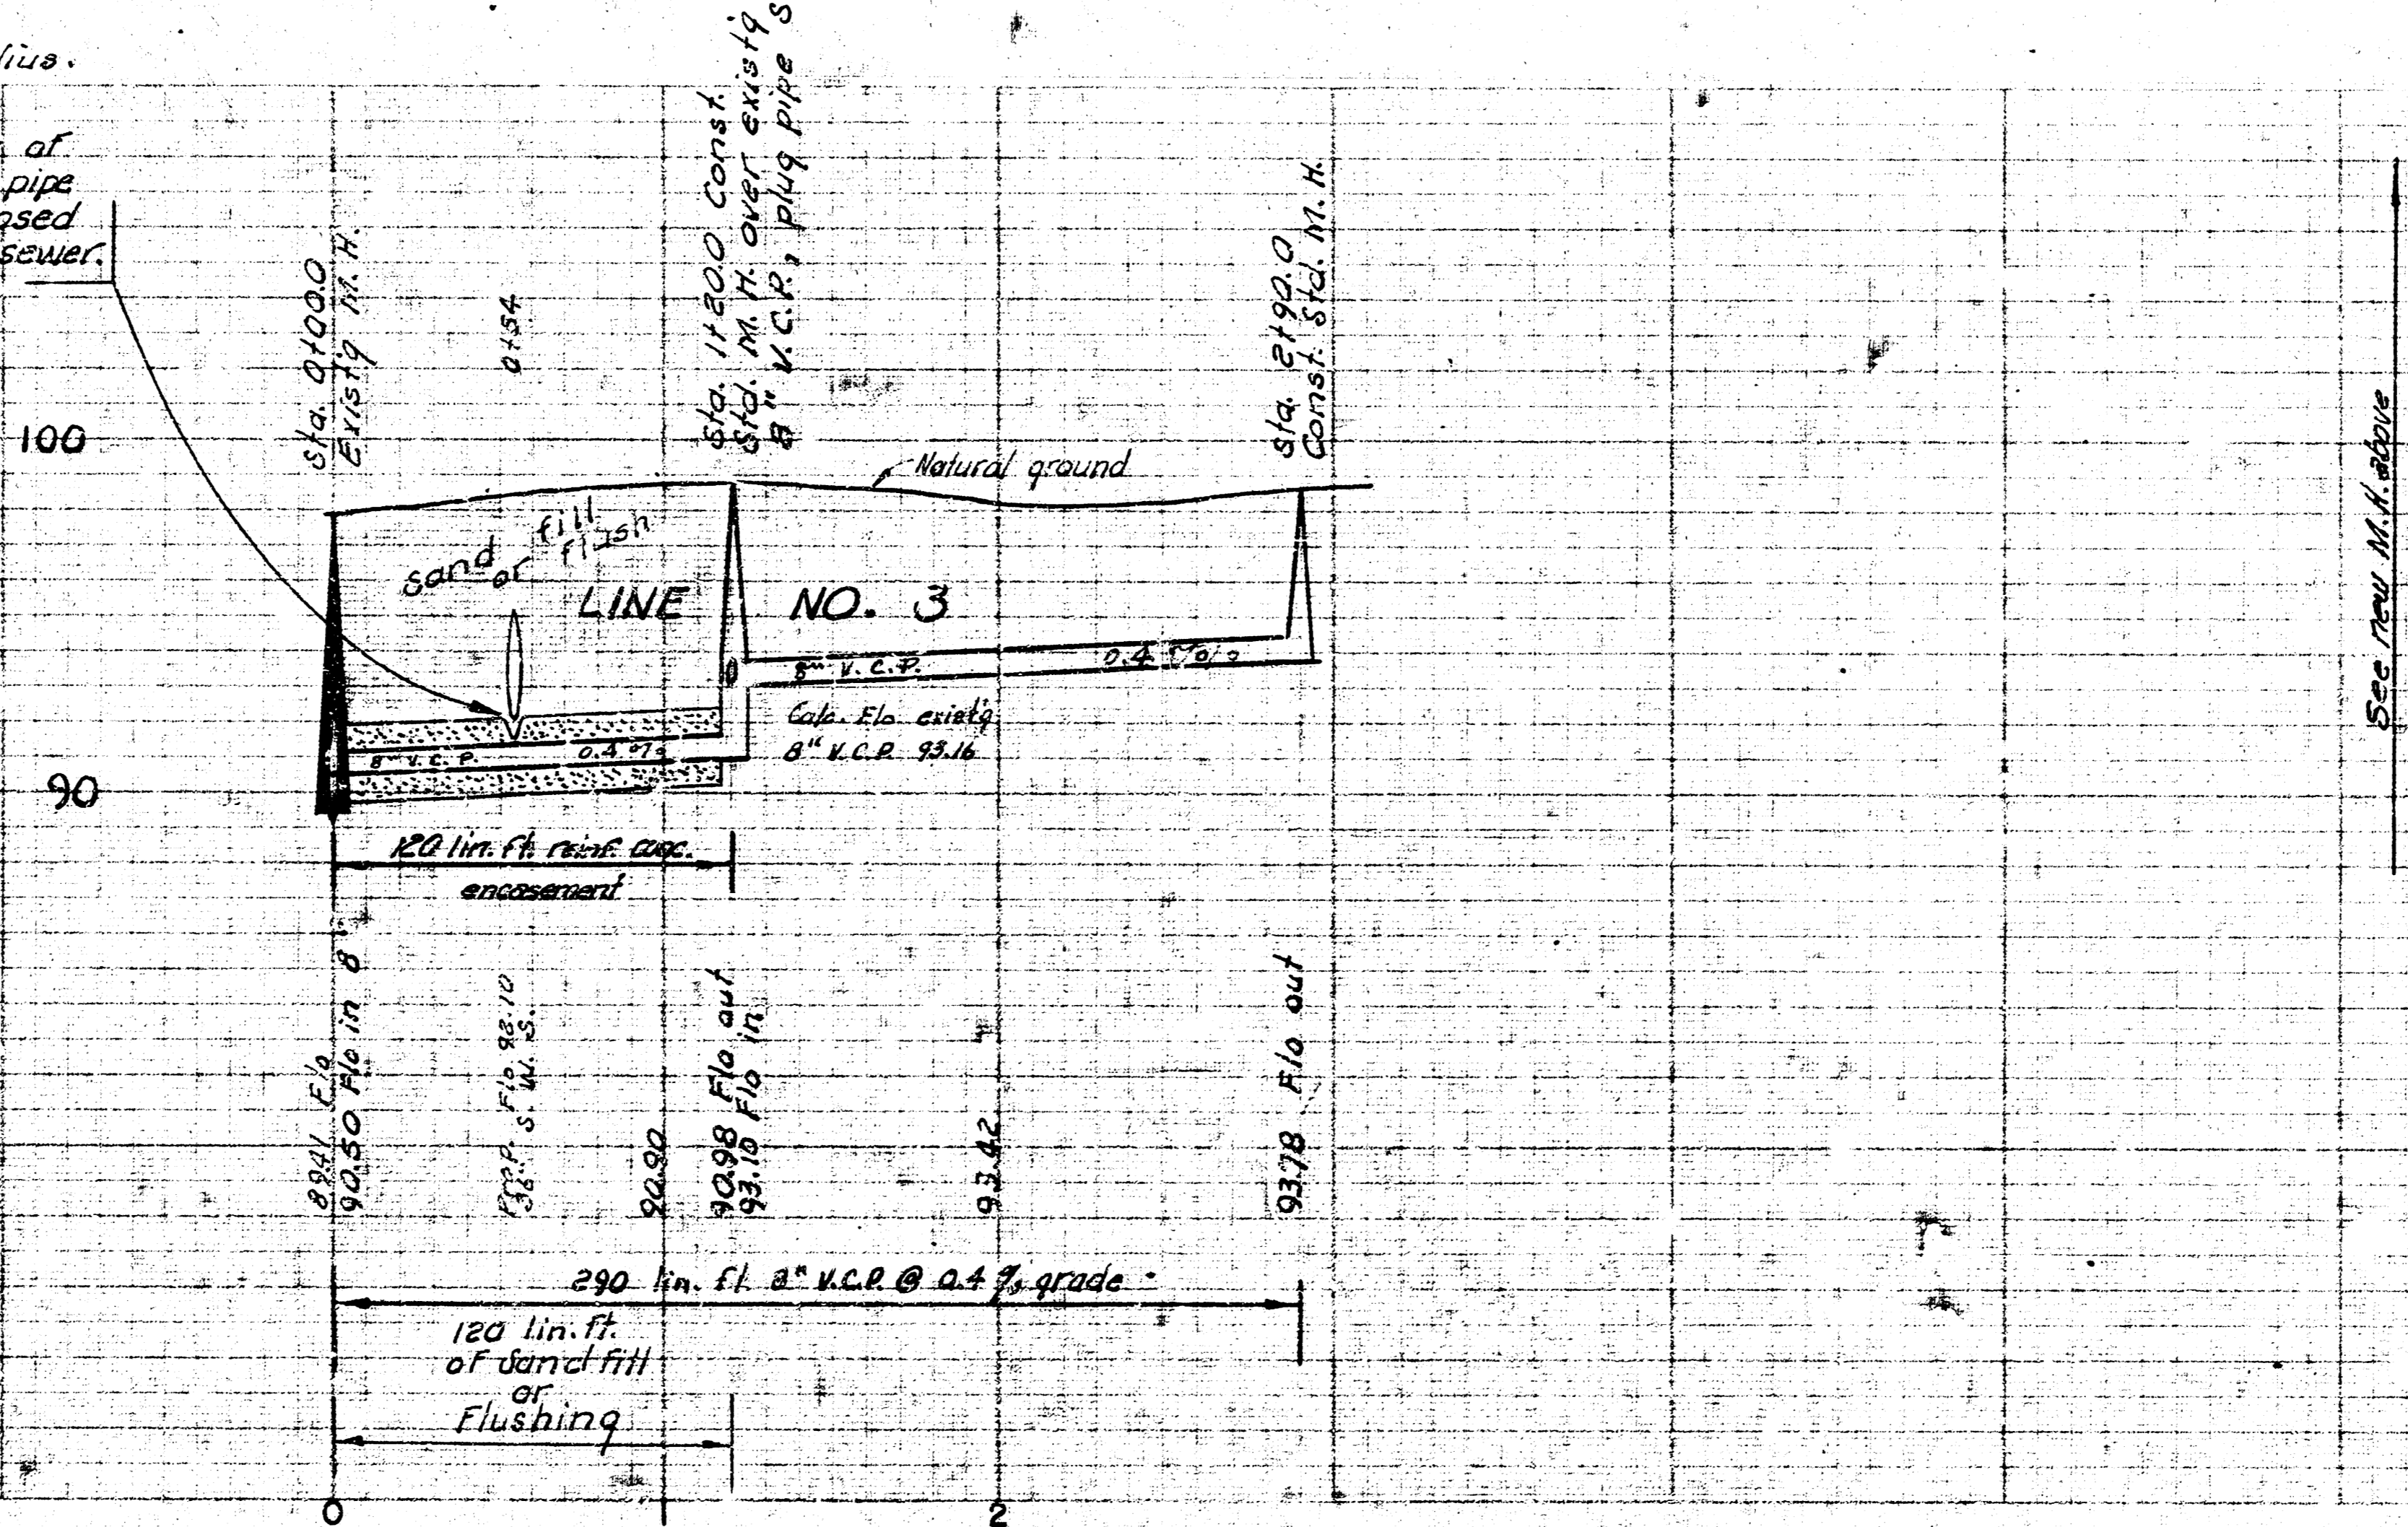 of
pipe
sewer.
Sta. 0+00.0
Exist'g M. H.
0+54
Sta. 1+20.0 Const.
Std. M. H. over exist'g
8" V.C.P., plug pipe
Sta. 2+90.0
Const. Std. M. H.
See new M.H. above
100
Natural ground
sand fill
or flush
LINE NO. 3
8" V.C.P.
0.4 %
Calc. Flo exist'g
8" V.C.P. 93.16
8" V.C.P.
0.4 %
90
120 lin. ft. reinf. conc.
encasement
89.41 Flo
90.50 Flo in 8"
Prop. Flo 92.10
36" S. W. S.
90.90
90.98 Flo out
93.10 Flo in
93.42
93.78 Flo out
290 lin. ft. 8" V.C.P. @ 0.4 % grade
120 lin. ft.
of Sand fill
or
Flushing
0
2